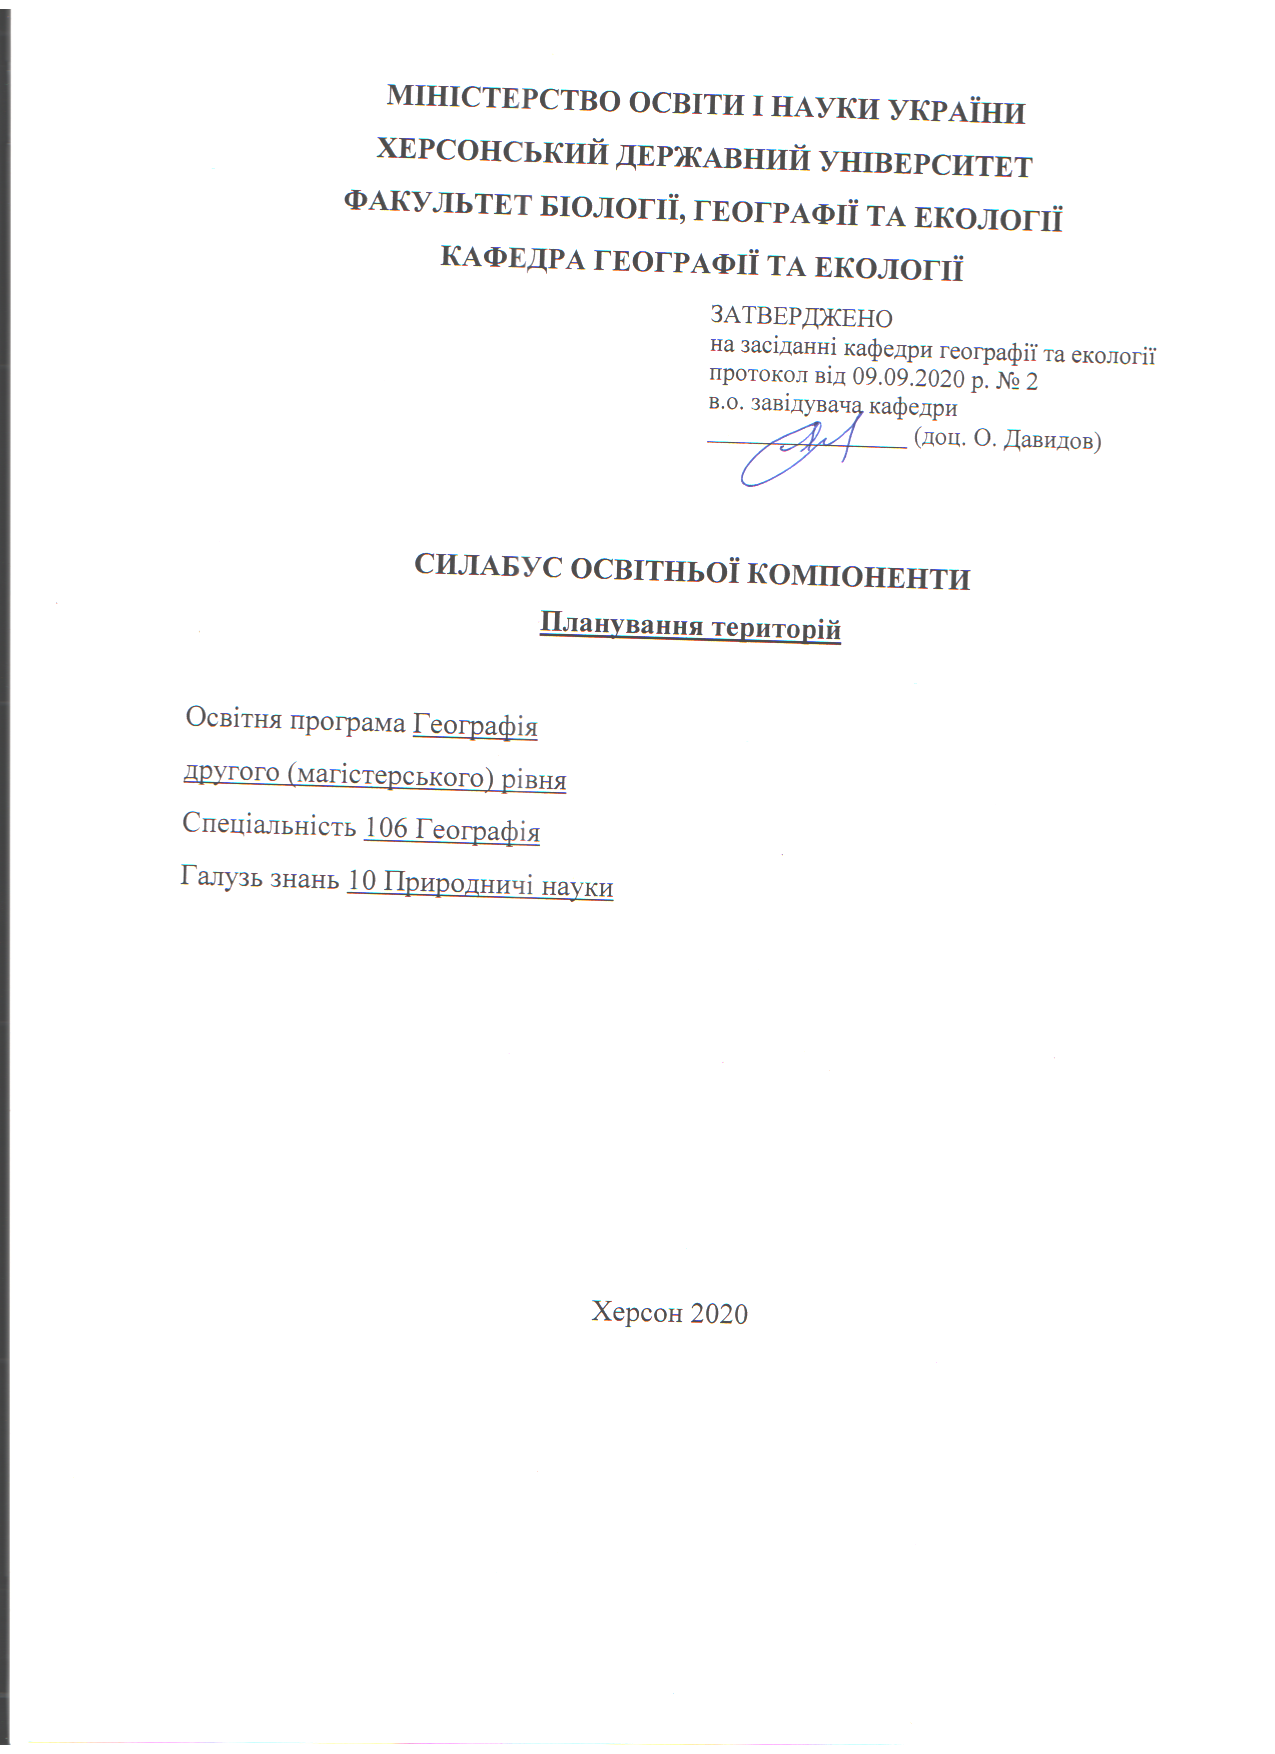 МІНІСТЕРСТВО ОСВІТИ І НАУКИ УКРАЇНИ
ХЕРСОНСЬКИЙ ДЕРЖАВНИЙ УНІВЕРСИТЕТ
ФАКУЛЬТЕТ БІОЛОГІЇ, ГЕОГРАФІЇ ТА ЕКОЛОГІЇ
КАФЕДРА ГЕОГРАФІЇ ТА ЕКОЛОГІЇ
ЗАТВЕРДЖЕНО
на засіданні кафедри географії та екології
протокол від 09.09.2020 р. № 2
в.о. завідувача кафедри
(доц. О. Давидов)
СИЛАБУС ОСВІТНЬОЇ КОМПОНЕНТИ
Планування територій
Освітня програма Географія
другого (магістерського) рівня
Спеціальність 106 Географія
Галузь знань 10 Природничі науки
Херсон 2020